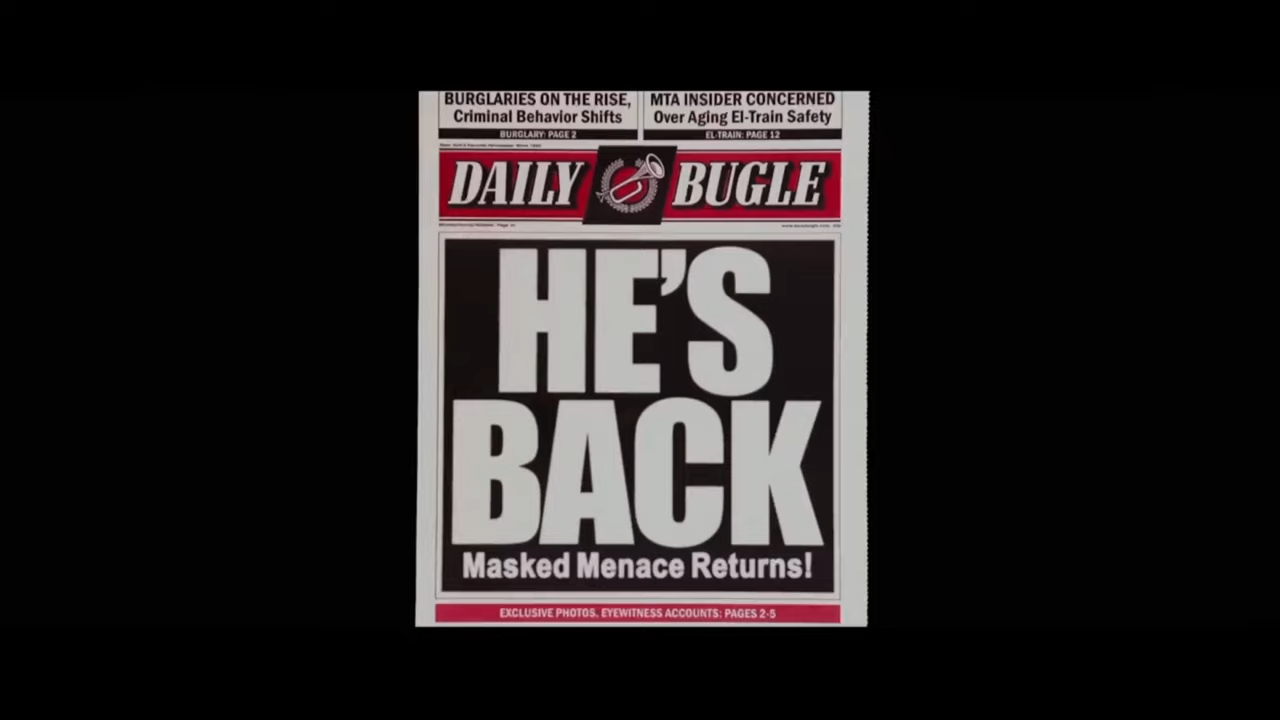 BURGLARIES ON THE RISE,
Criminal Behavior Shifts
BURGLARY: PAGE 2
MTA INSIDER CONCERNED
Over Aging El-Train Safety
EL-TRAIN: PAGE 12
DAILY BUGLE
HE'S
BACK
Masked Menace Returns!
EXCLUSIVE PHOTOS, EYEWITNESS ACCOUNTS: PAGES 2-5